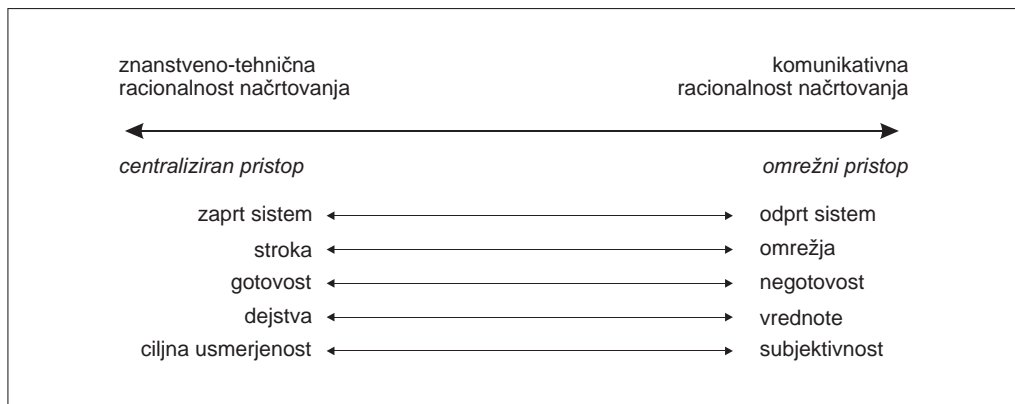 znanstveno-tehnična
racionalnost načrtovanja
komunikativna
racionalnost načrtovanja
centraliziran pristop
omrežni pristop
zaprt sistem
odprt sistem
stroka
omrežja
gotovost
negotovost
dejstva
vrednote
ciljna usmerjenost
subjektivnost